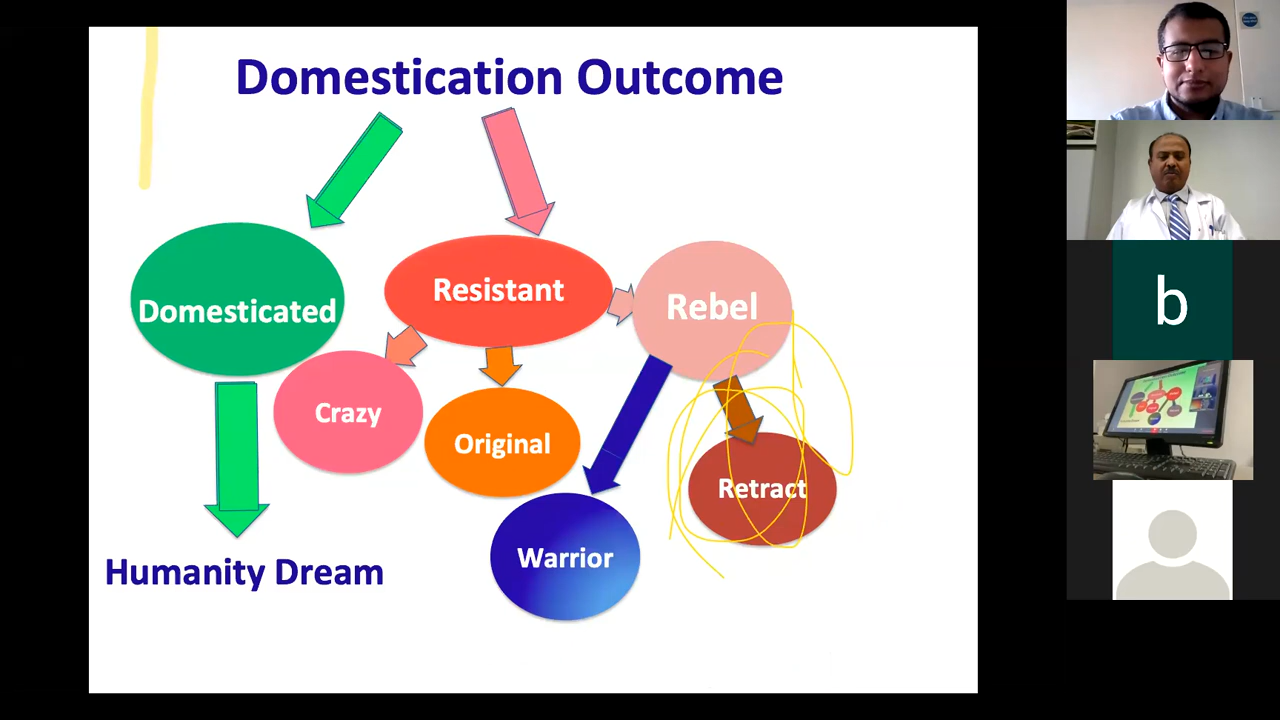 Domestication Outcome
Domesticated
Resistant
Rebel
Crazy
Original
Retract
Warrior
Humanity Dream
b